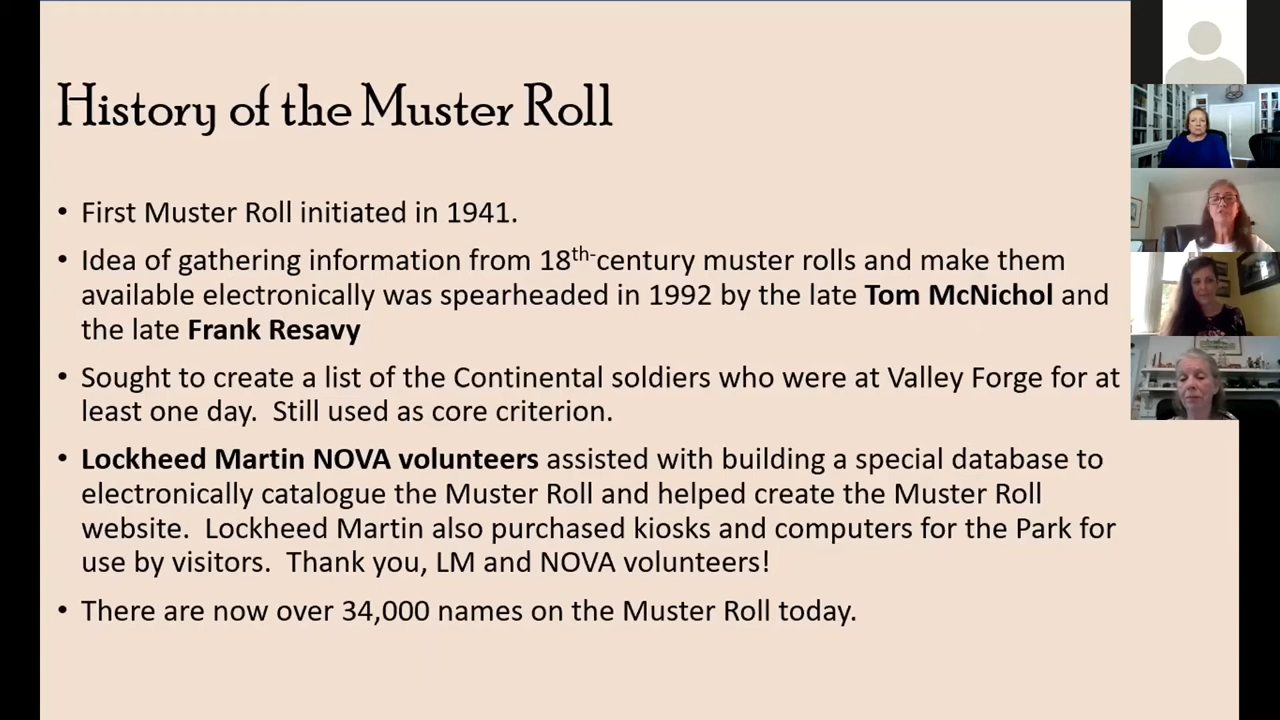 History of the Muster Roll
• First Muster Roll initiated in 1941.
• Idea of gathering information from 18th-century muster rolls and make them
available electronically was spearheaded in 1992 by the late Tom McNichol and
the late Frank Resavy
• Sought to create a list of the Continental soldiers who were at Valley Forge for at
least one day.  Still used as core criterion.
• Lockheed Martin NOVA volunteers assisted with building a special database to
electronically catalogue the Muster Roll and helped create the Muster Roll
website.  Lockheed Martin also purchased kiosks and computers for the Park for
use by visitors.  Thank you, LM and NOVA volunteers!
• There are now over 34,000 names on the Muster Roll today.